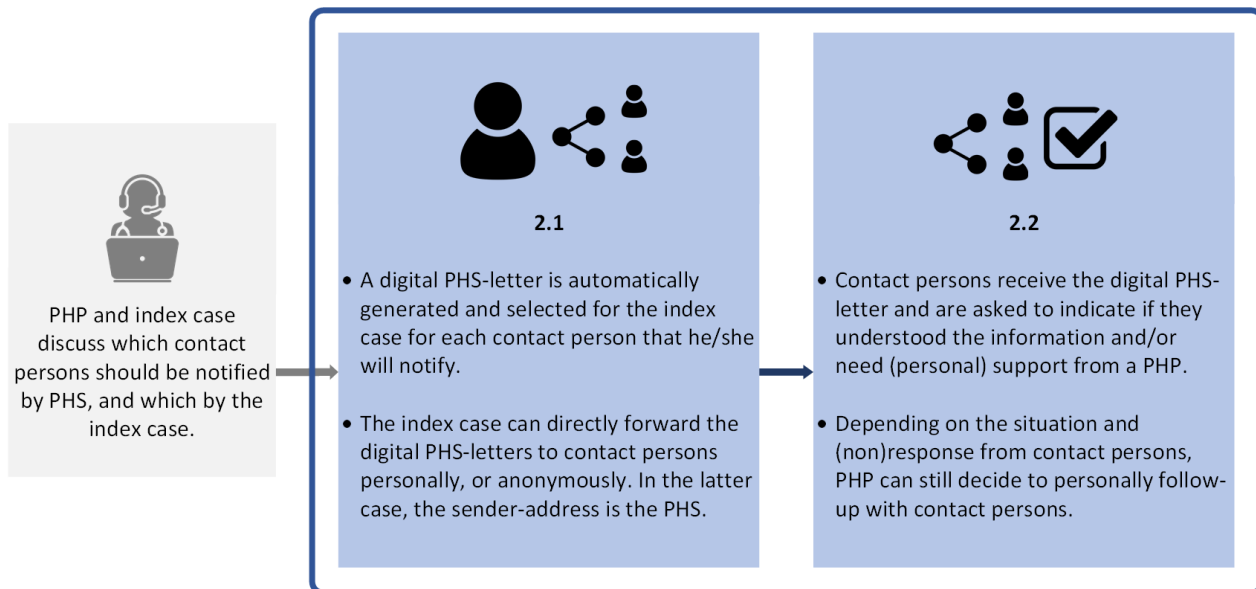 PHP and index case
discuss which contact
persons should be notified
by PHS, and which by the
index case.
2.1
• A digital PHS-letter is automatically
generated and selected for the index
case for each contact person that he/she
will notify.
• The index case can directly forward the
digital PHS-letters to contact persons
personally, or anonymously. In the latter
case, the sender-address is the PHS.
2.2
• Contact persons receive the digital PHS-
letter and are asked to indicate if they
understood the information and/or
need (personal) support from a PHP.
• Depending on the situation and
(non)response from contact persons,
PHP can still decide to personally follow-
up with contact persons.